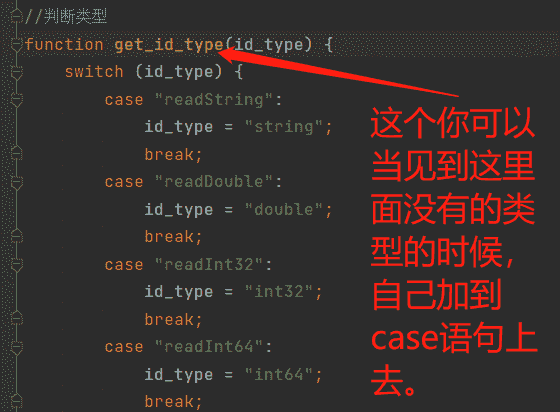 //判断类型
function get_id_type(id_type) {
switch (id_type) {
case "readString":
id_type = "string";
break;
case "readDouble":
id_type = "double";
break;
case "readInt32":
id_type = "int32";
break;
case "readInt64":
id_type = "int64";
break;
这个你可以
当见到这里
面没有的类
型的时候，
自己加到
case语句上
去。